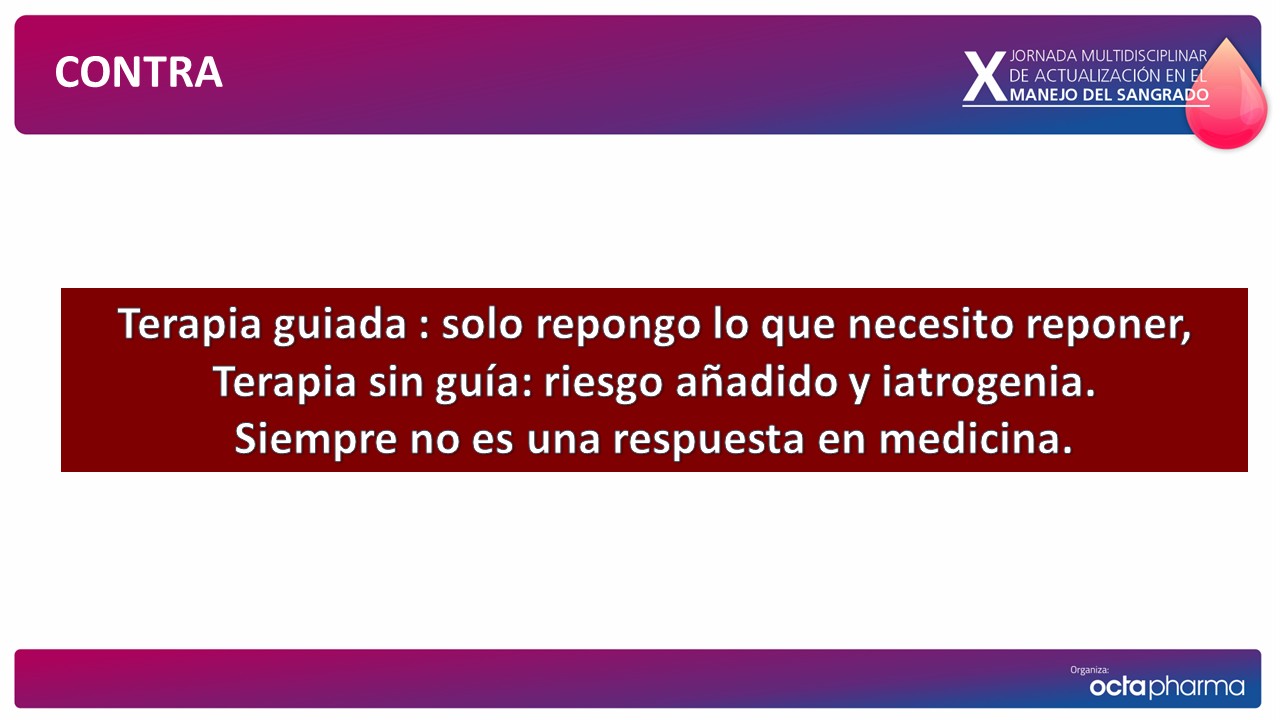 CONTRA
X JORNADA MULTIDISCIPLINAR
DE ACTUALIZACIÓN EN EL
MANEJO DEL SANGRADO
Terapia guiada : solo repongo lo que necesito reponer,
Terapia sin guía: riesgo añadido y iatrogenia.
Siempre no es una respuesta en medicina.
Organiza:
octapharma